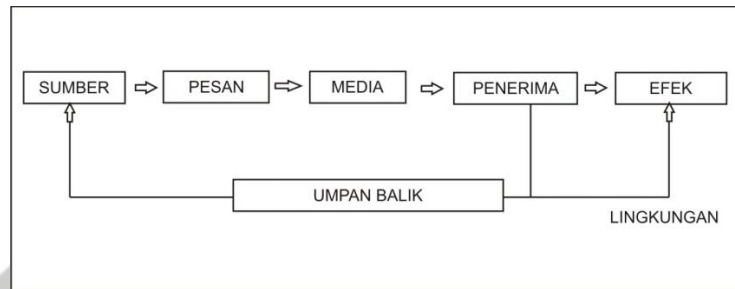 SUMBER
PESAN
MEDIA
PENERIMA
EFEK
UMPAN BALIK
LINGKUNGAN